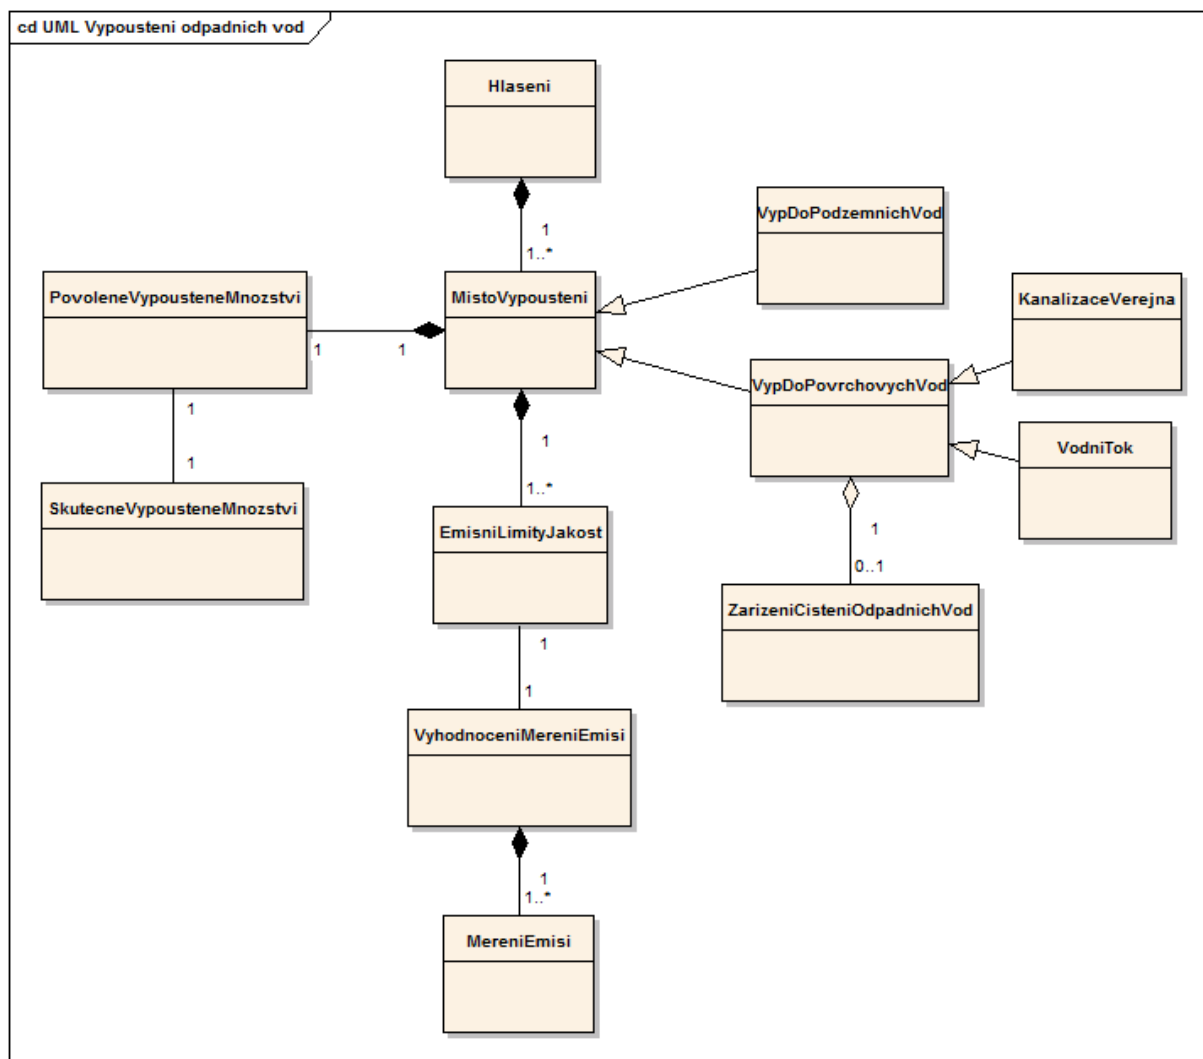 cd UML Vypousteni odpadnich vod
Hlaseni
1
1..*
VypDoPodzemnichVod
PovoleneVypousteneMnozstvi
MistoVypousteni
KanalizaceVerejna
1
1
VypDoPovrchovychVod
1
1
1..*
VodniTok
1
SkutecneVypousteneMnozstvi
EmisniLimityJakost
1
0..1
ZarizeniCisteniOdpadnichVod
1
1
VyhodnoceniMereniEmisi
1
1..*
MereniEmisi